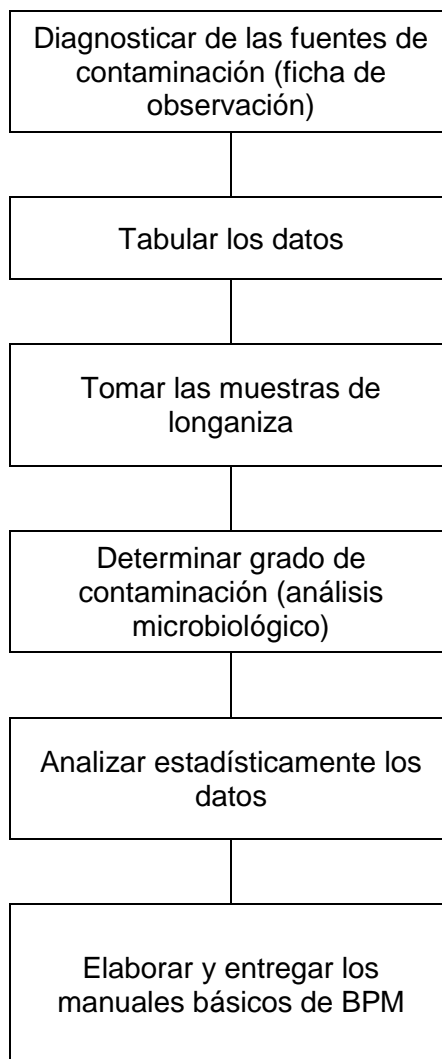 Diagnosticar de las fuentes de
contaminación (ficha de
observación)
Tabular los datos
Tomar las muestras de
longaniza
Determinar grado de
contaminación (análisis
microbiológico)
Analizar estadísticamente los
datos
Elaborar y entregar los
manuales básicos de BPM